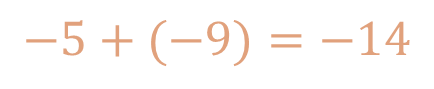 −5 + (−9) = −14